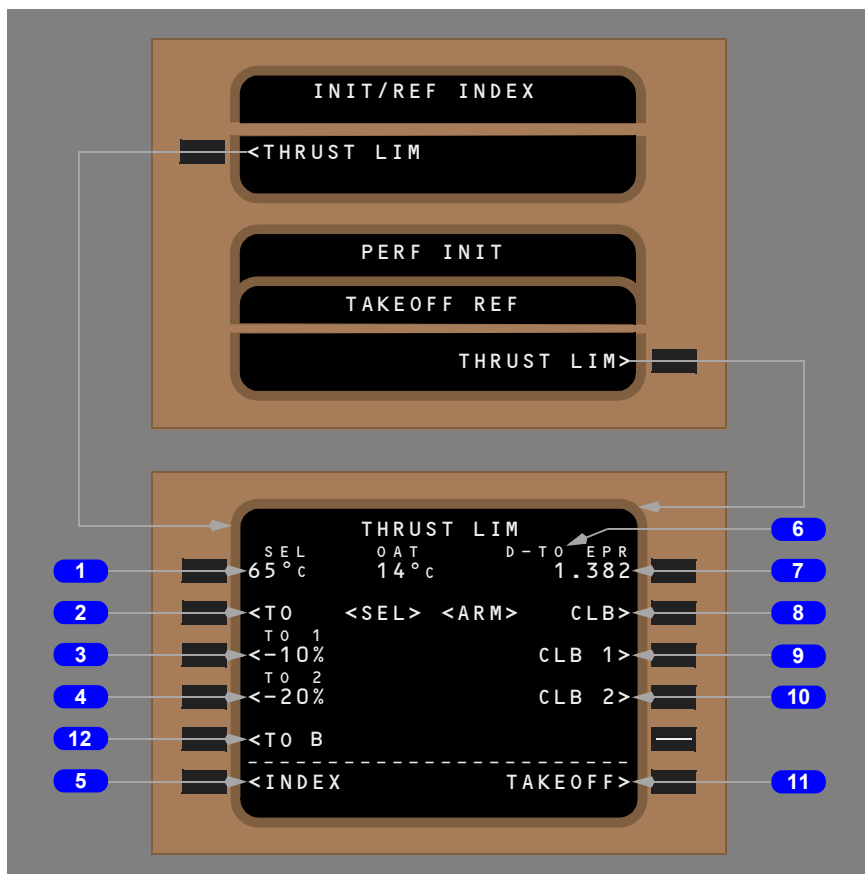 INIT/REF INDEX
<THRUST LIM
PERF INIT
TAKEOFF REF
THRUST LIM>
THRUST LIM
6
SEL OAT D-TO EPR
1 65°C 14°C 1.382 7
2 <TO <SEL> <ARM> CLB> 8
TO 1
3 <-10% CLB 1> 9
TO 2
4 <-20% CLB 2> 10
12 <TO B
------------------------
5 <INDEX TAKEOFF> 11